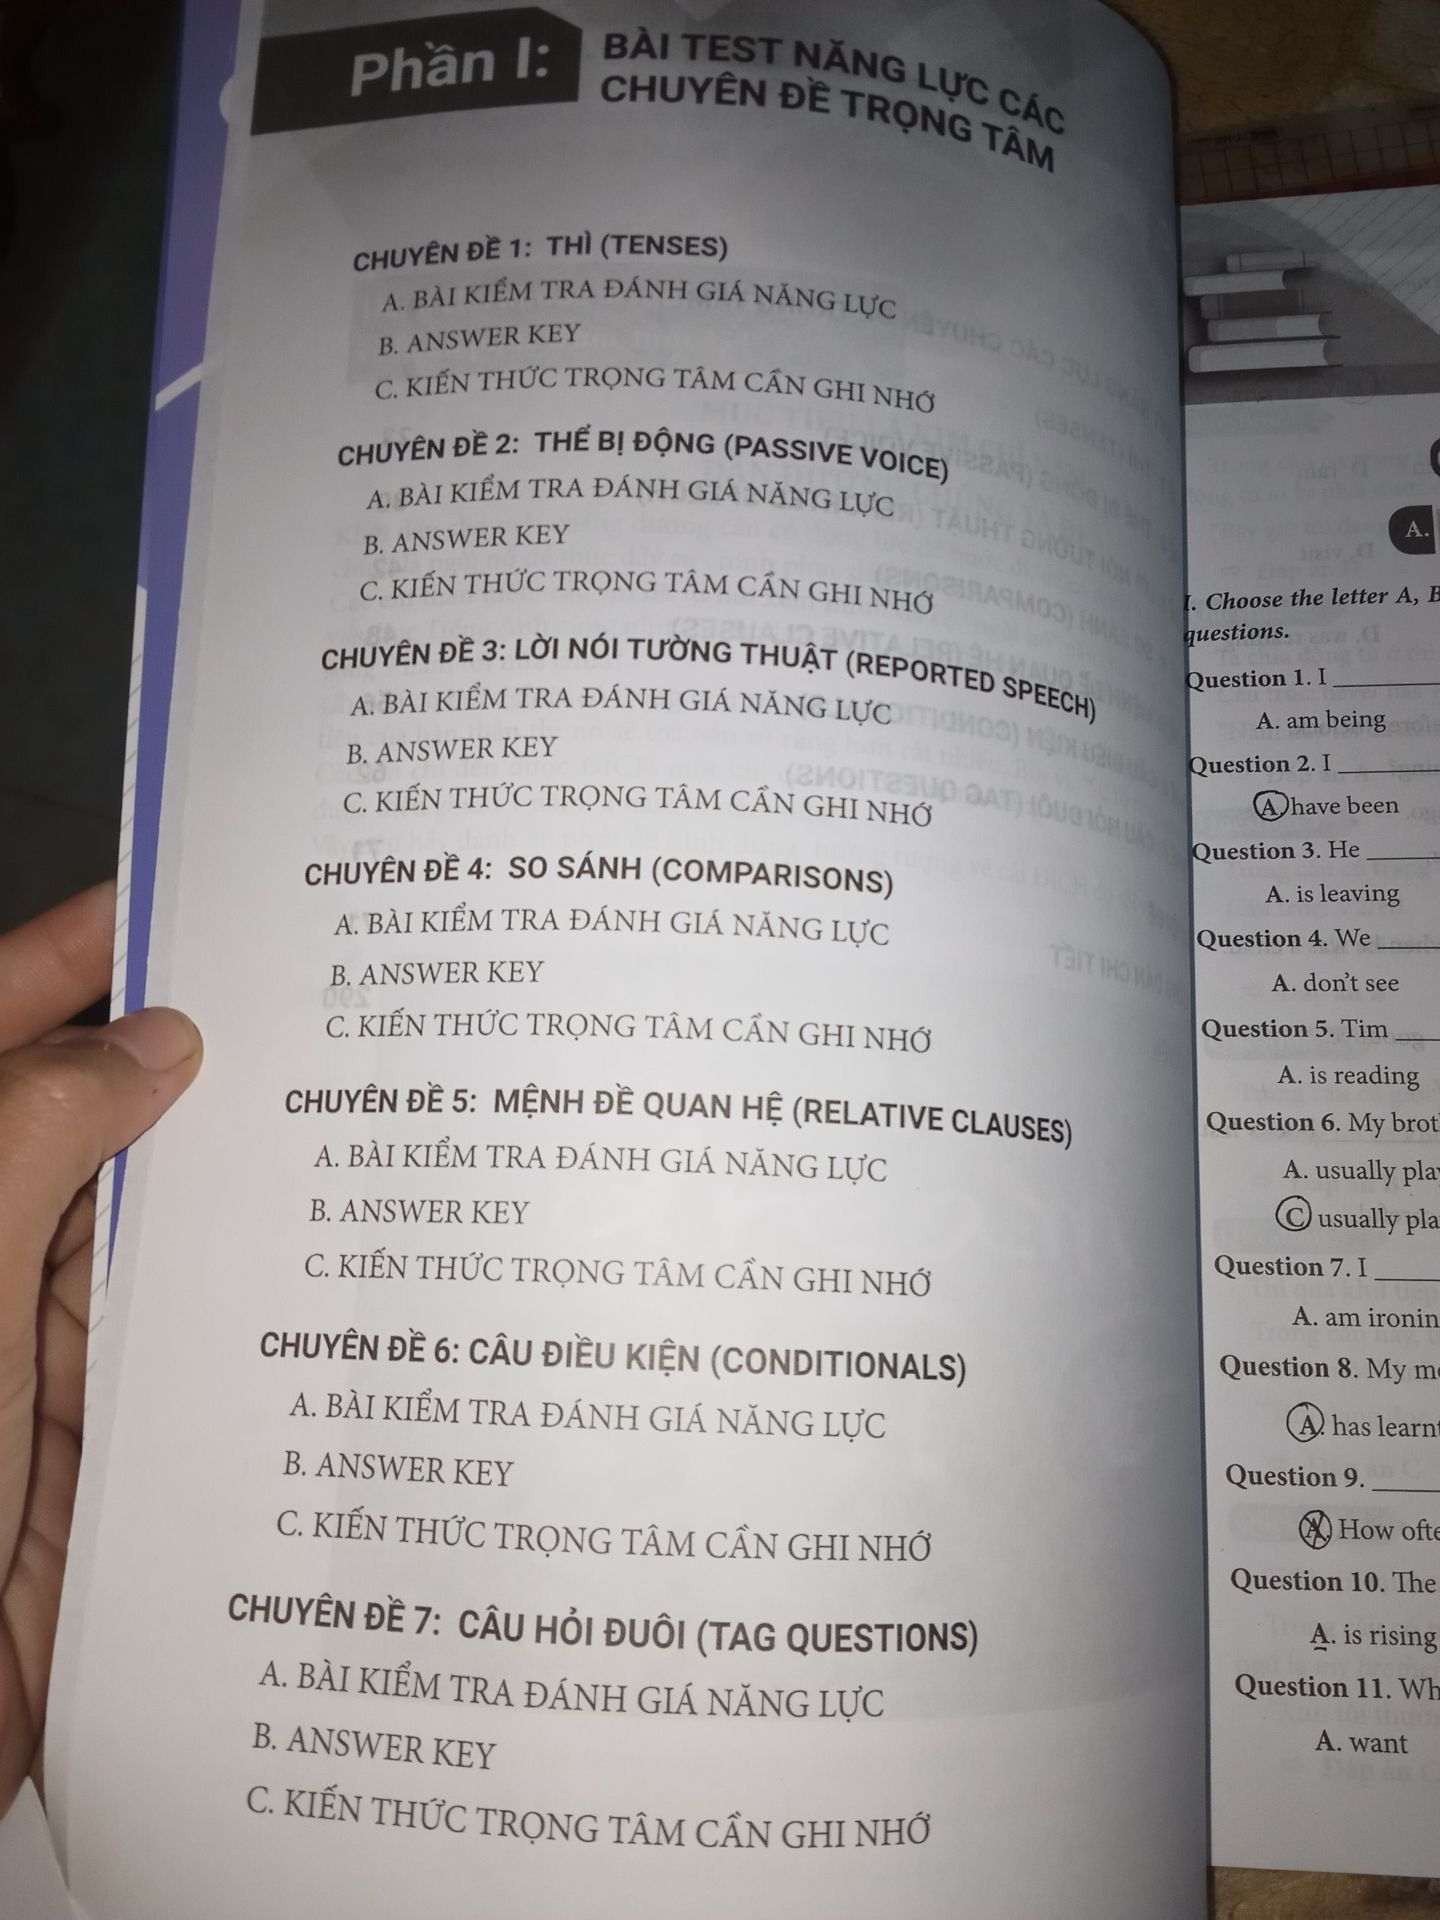 Phần I:
BÀI TEST NĂNG LỰC CÁC
CHUYÊN ĐỀ TRỌNG TÂM
CHUYÊN ĐỀ 1: THÌ (TENSES)
A. BÀI KIỂM TRA ĐÁNH GIÁ NĂNG LỰC
B. ANSWER KEY
C. KIẾN THỨC TRỌNG TÂM CẦN GHI NHỚ
CHUYÊN ĐỀ 2: THỂ BỊ ĐỘNG (PASSIVE VOICE)
A. BÀI KIỂM TRA ĐÁNH GIÁ NĂNG LỰC
B. ANSWER KEY
C. KIẾN THỨC TRỌNG TÂM CẦN GHI NHỚ
CHUYÊN ĐỀ 3: LỜI NÓI TƯỜNG THUẬT (REPORTED SPEECH)
A. BÀI KIỂM TRA ĐÁNH GIÁ NĂNG LỰC
B. ANSWER KEY
C. KIẾN THỨC TRỌNG TÂM CẦN GHI NHỚ
CHUYÊN ĐỀ 4: SO SÁNH (COMPARISONS)
A. BÀI KIỂM TRA ĐÁNH GIÁ NĂNG LỰC
B. ANSWER KEY
C. KIẾN THỨC TRỌNG TÂM CẦN GHI NHỚ
CHUYÊN ĐỀ 5: MỆNH ĐỀ QUAN HỆ (RELATIVE CLAUSES)
A. BÀI KIỂM TRA ĐÁNH GIÁ NĂNG LỰC
B. ANSWER KEY
C. KIẾN THỨC TRỌNG TÂM CẦN GHI NHỚ
CHUYÊN ĐỀ 6: CÂU ĐIỀU KIỆN (CONDITIONALS)
A. BÀI KIỂM TRA ĐÁNH GIÁ NĂNG LỰC
B. ANSWER KEY
C. KIẾN THỨC TRỌNG TÂM CẦN GHI NHỚ
CHUYÊN ĐỀ 7: CÂU HỎI ĐUÔI (TAG QUESTIONS)
A. BÀI KIỂM TRA ĐÁNH GIÁ NĂNG LỰC
B. ANSWER KEY
C. KIẾN THỨC TRỌNG TÂM CẦN GHI NHỚ
A.
I. Choose the letter A, B
questions.
Question 1. I
A. am being
Question 2. I
A. have been
Question 3. He
A. is leaving
Question 4. We
A. don't see
Question 5. Tim
A. is reading
Question 6. My brot
A. usually play
C usually pla
Question 7. I
A. am ironin
Question 8. My mo
A. has learnt
Question 9.
A. How ofte
Question 10. The
A. is rising
Question 11. Wh
A. want